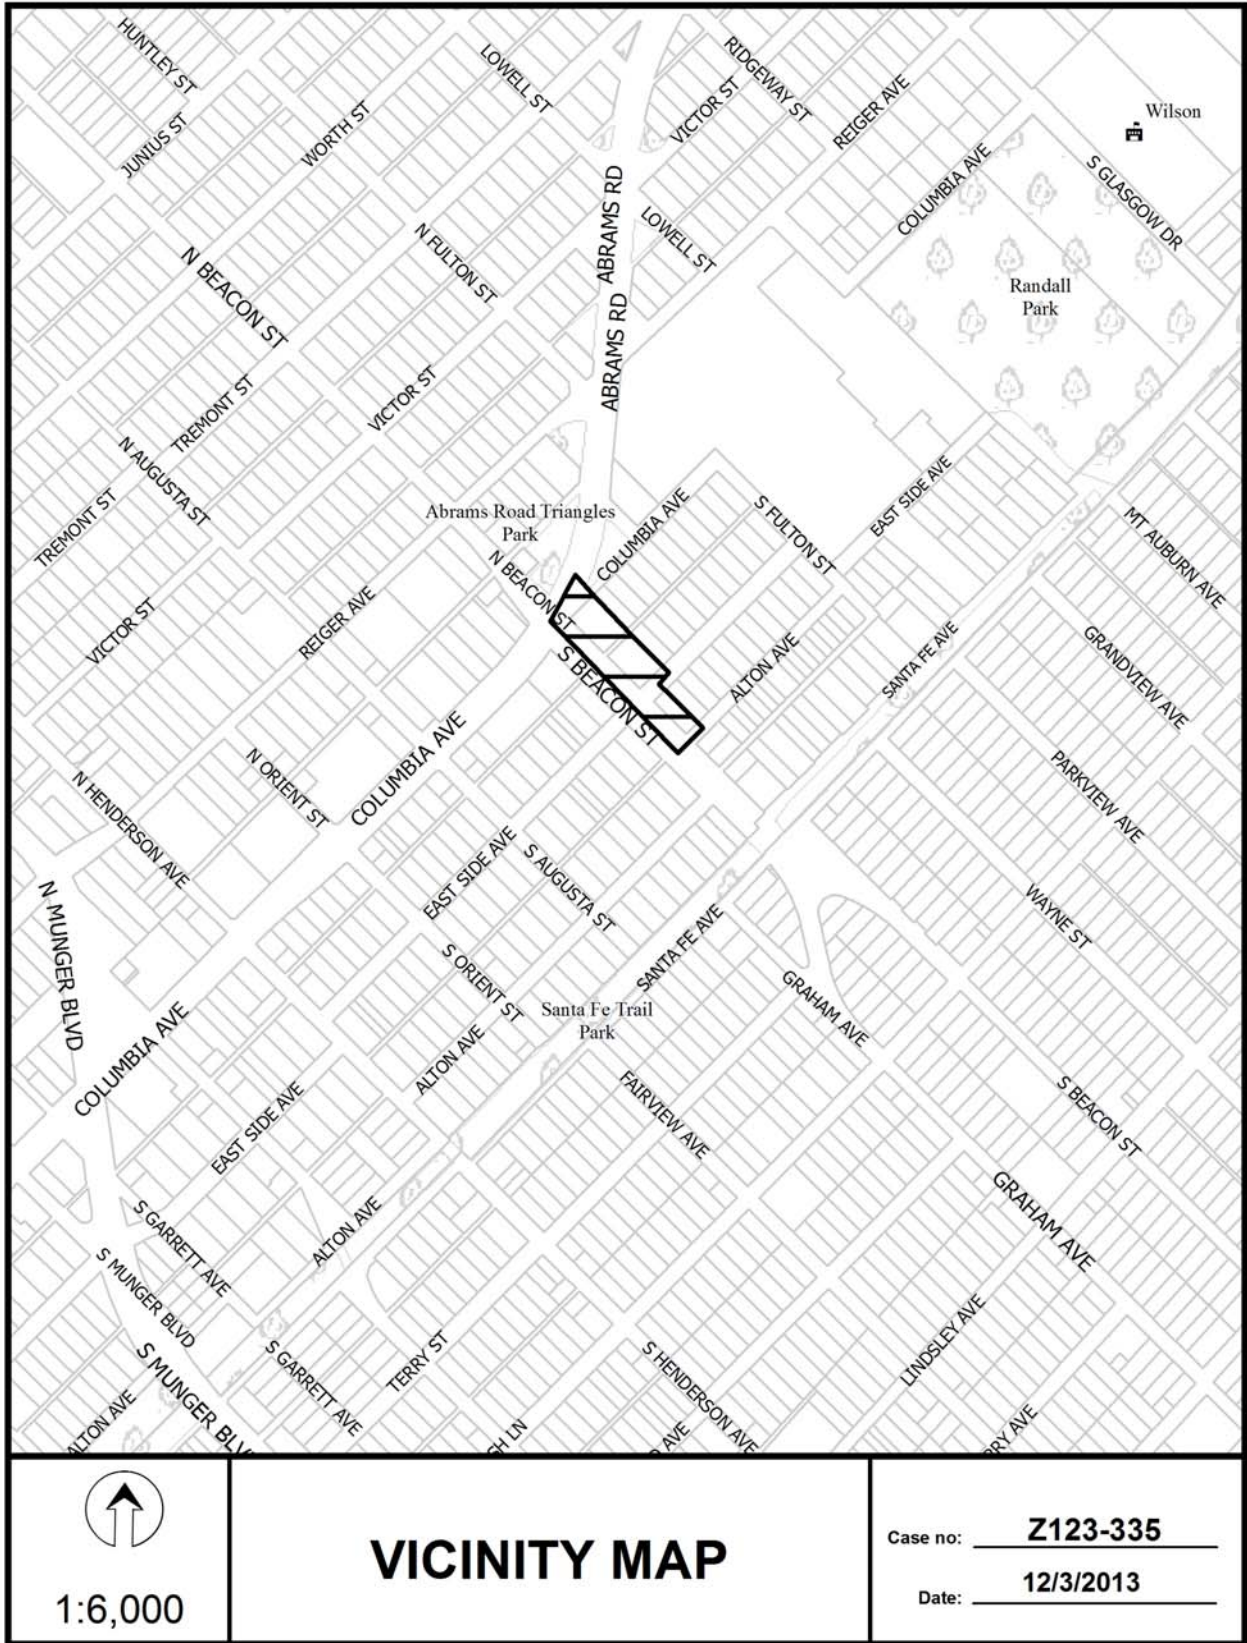 HUNTLEY ST
LOWELL ST
RIDGEWAY ST
VICTOR ST
REIGER AVE
Wilson
JUNIUS ST
WORTH ST
COLUMBIA AVE
S GLASGOW DR
ABRAMS RD
LOWELL ST
N FULTON ST
N BEACON ST
Randall
Park
ABRAMS RD
TREMONT ST
VICTOR ST
N AUGUSTA ST
TREMONT ST
Abrams Road Triangles
Park
COLUMBIA AVE
S FULTON ST
EAST SIDE AVE
MT AUBURN AVE
N BEACON ST
VICTOR ST
REIGER AVE
S BEACON ST
ALTON AVE
SANTA FE AVE
GRANDVIEW AVE
COLUMBIA AVE
N ORIENT ST
N HENDERSON AVE
PARKVIEW AVE
EAST SIDE AVE
S AUGUSTA ST
N MUNGER BLVD
WAYNE ST
SANTA FE AVE
S ORIENT ST
GRAHAM AVE
Santa Fe Trail
Park
COLUMBIA AVE
ALTON AVE
EAST SIDE AVE
FAIRVIEW AVE
S BEACON ST
GRAHAM AVE
S GARRETT AVE
ALTON AVE
S MUNGER BLVD
LINDSLEY AVE
S MUNGER BLV
S GARRETT AVE
TERRY ST
S HENDERSON AVE
ALTON AVE
GH LN
AVE
RRY AVE
1:6,000
VICINITY MAP
Case no: Z123-335
Date: 12/3/2013